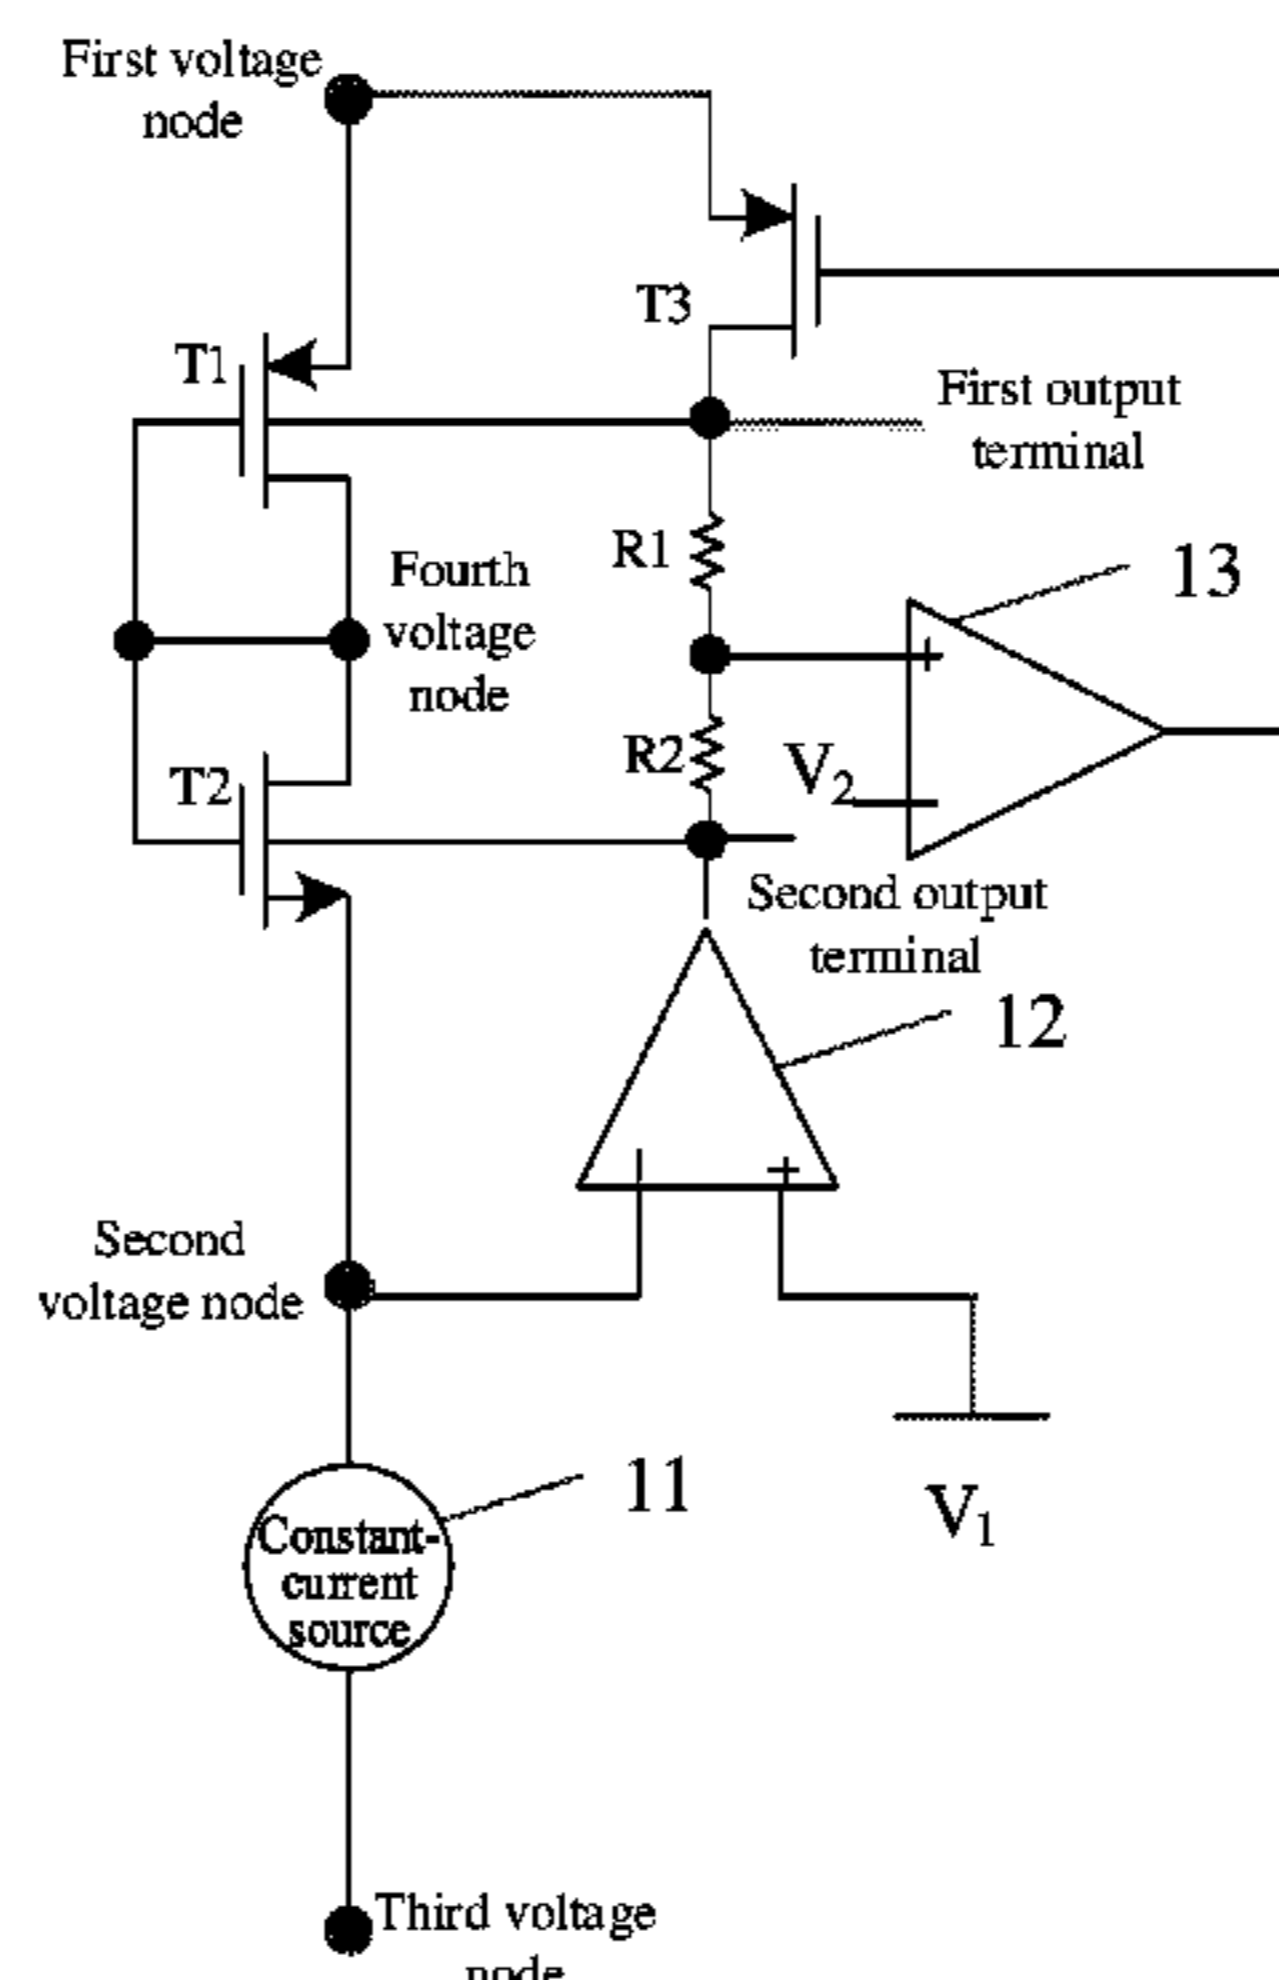 First voltage
node
T1
T3
First output
terminal
R1
13
Fourth
voltage
node
+
R2
V2
T2
Second output
terminal
12
+
Second
voltage node
11
Constant-
current
source
V1
Third voltage
node